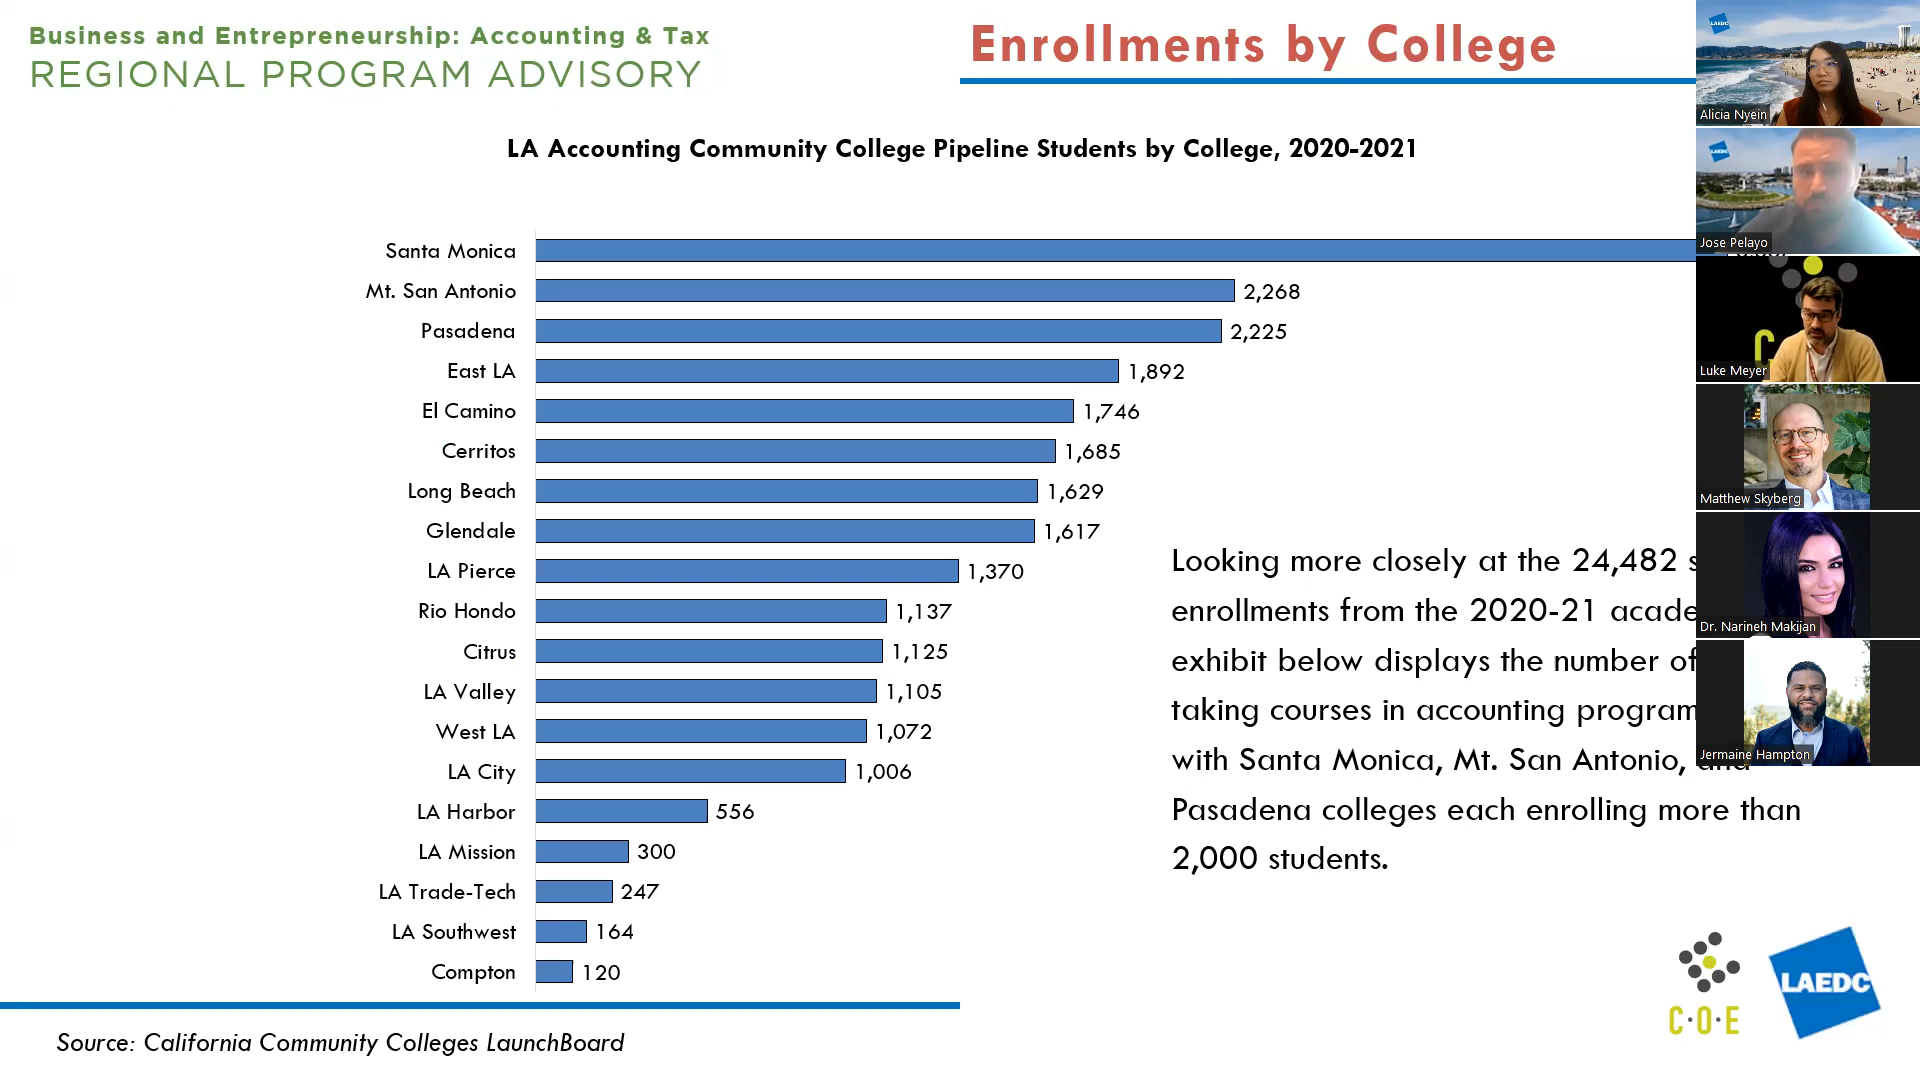 Business and Entrepreneurship: Accounting & Tax
REGIONAL PROGRAM ADVISORY
Enrollments by College
LA Accounting Community College Pipeline Students by College, 2020-2021
Santa Monica
Mt. San Antonio 2,268
Pasadena 2,225
East LA 1,892
El Camino 1,746
Cerritos 1,685
Long Beach 1,629
Glendale 1,617
LA Pierce 1,370
Rio Hondo 1,137
Citrus 1,125
LA Valley 1,105
West LA 1,072
LA City 1,006
LA Harbor 556
LA Mission 300
LA Trade-Tech 247
LA Southwest 164
Compton 120
Looking more closely at the 24,482
enrollments from the 2020-21
exhibit below displays the number of
taking courses in accounting
with Santa Monica, Mt. San Antonio, and
Pasadena colleges each enrolling more than
2,000 students.
Source: California Community Colleges LaunchBoard
C·O·E
LAEDC
LAEDC
Alicia Nyein
LAEDC
Jose Pelayo
Luke Meyer
Matthew Skyberg
Dr. Narineh Makijan
Jermaine Hampton